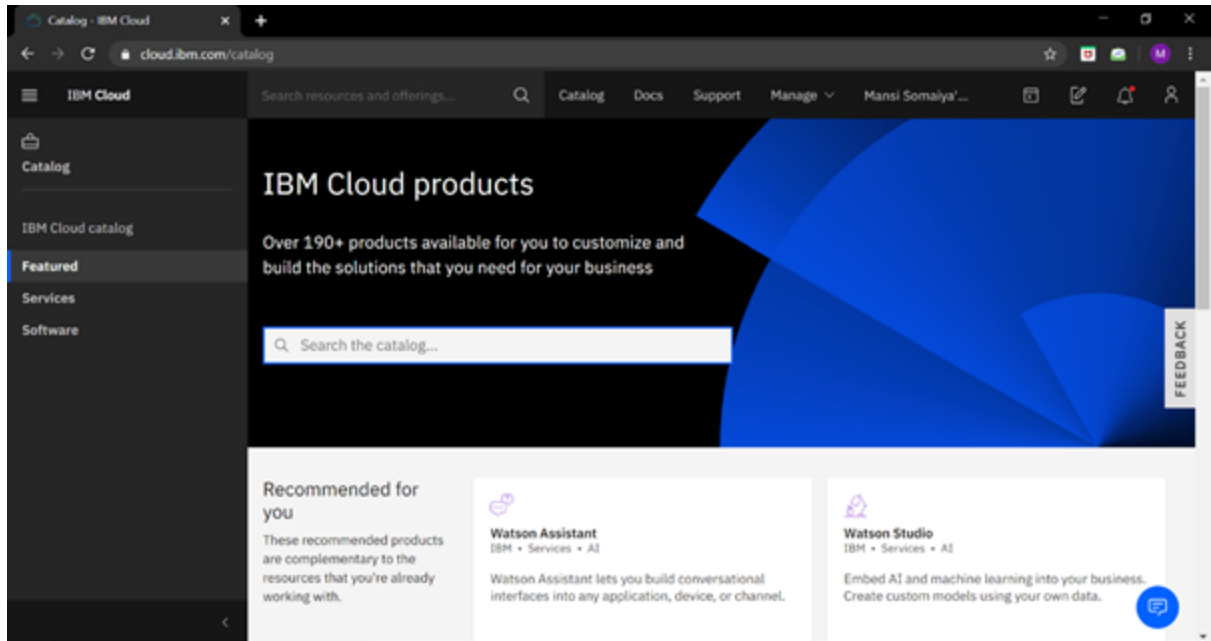 Catalog - IBM Cloud
cloud.ibm.com/catalog
M
IBM Cloud
Search resources and offerings...
Catalog
Docs
Support
Manage
Mansi Somaiya'...
Catalog
IBM Cloud catalog
Featured
Services
Software
IBM Cloud products
Over 190+ products available for you to customize and
build the solutions that you need for your business
Search the catalog...
FEEDBACK
Recommended for
you
These recommended products
are complementary to the
resources that you're already
working with.
Watson Assistant
IBM • Services • AI
Watson Assistant lets you build conversational
interfaces into any application, device, or channel.
Watson Studio
IBM • Services • AI
Embed AI and machine learning into your business.
Create custom models using your own data.